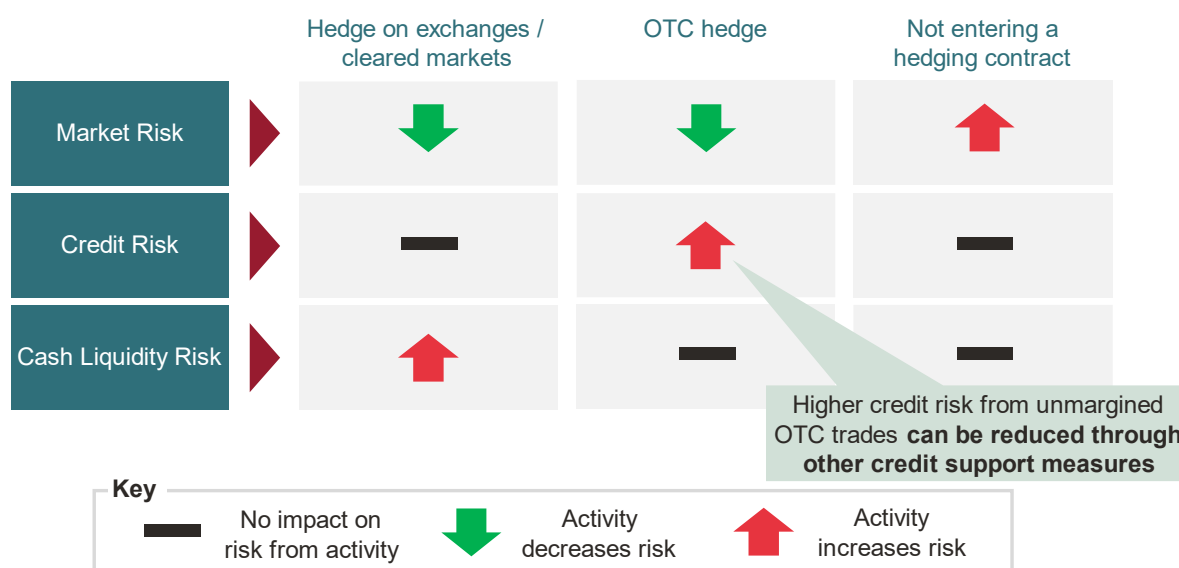 Hedge on exchanges /
cleared markets
OTC hedge
Not entering a
hedging contract
Market Risk
Credit Risk
Cash Liquidity Risk
Higher credit risk from unmargined
OTC trades can be reduced through
other credit support measures
Key
No impact on
risk from activity
Activity
decreases risk
Activity
increases risk